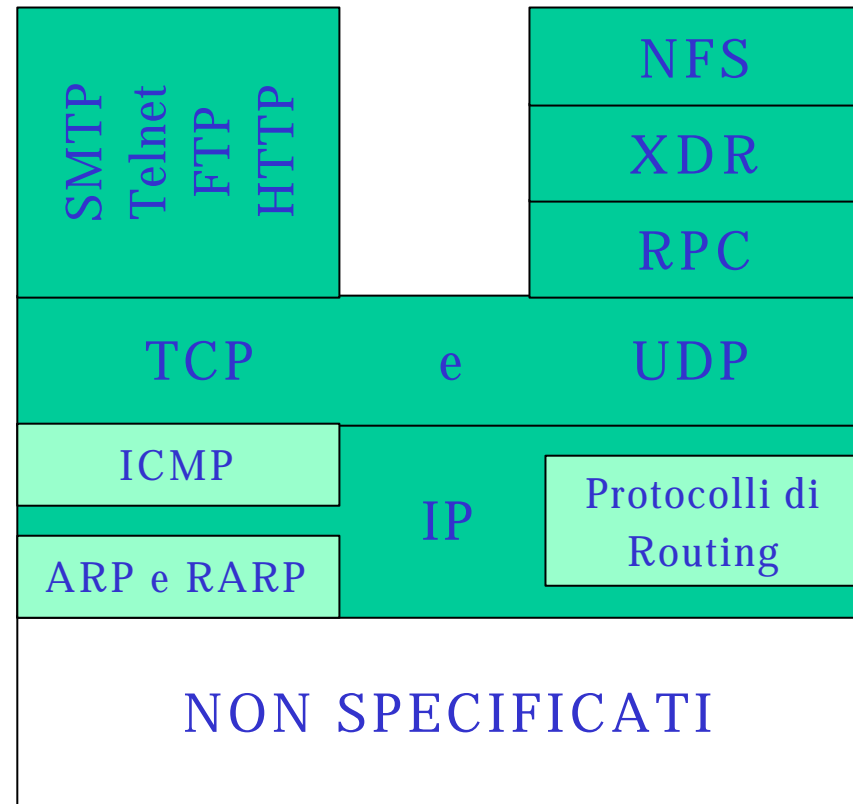 SMTP
Telnet
FTP
HTTP
NFS
XDR
RPC
TCP e UDP
ICMP
IP
Protocolli di
Routing
ARP e RARP
NON SPECIFICATI